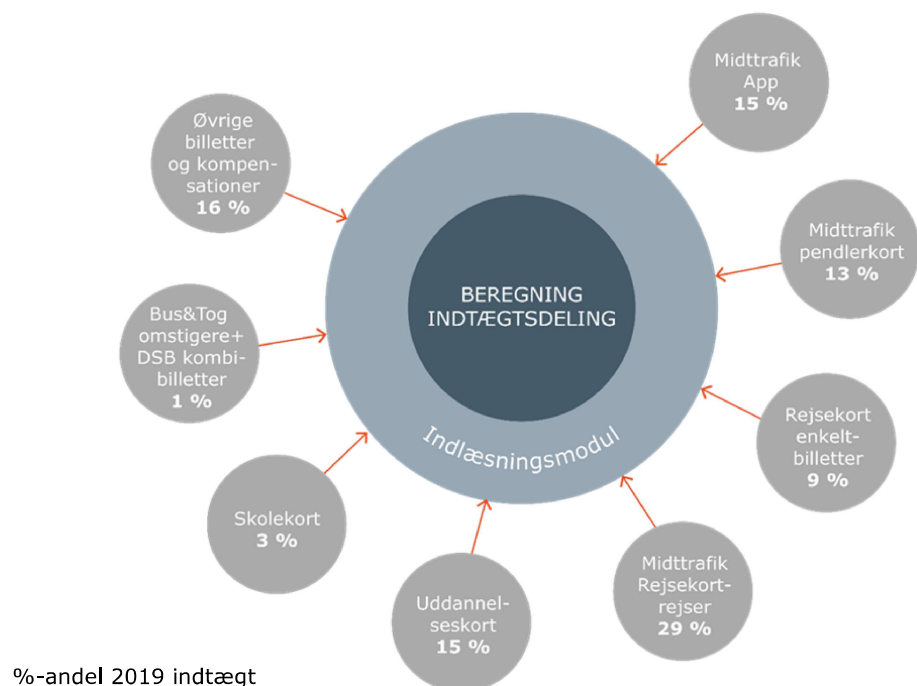 Midttrafik
App
15 %
Øvrige
billetter
og kompen-
sationer
16 %
Midttrafik
pendlerkort
13 %
BEREGNING
INDTÆGTSDELING
Bus&Tog
omstigere+
DSB kombi-
billetter
1 %
Rejsekort
enkelt-
billetter
9 %
Indlæsningsmodul
Skolekort
3 %
Midttrafik
Rejsekort-
rejser
29 %
Uddannel-
seskort
15 %
%-andel 2019 indtægt